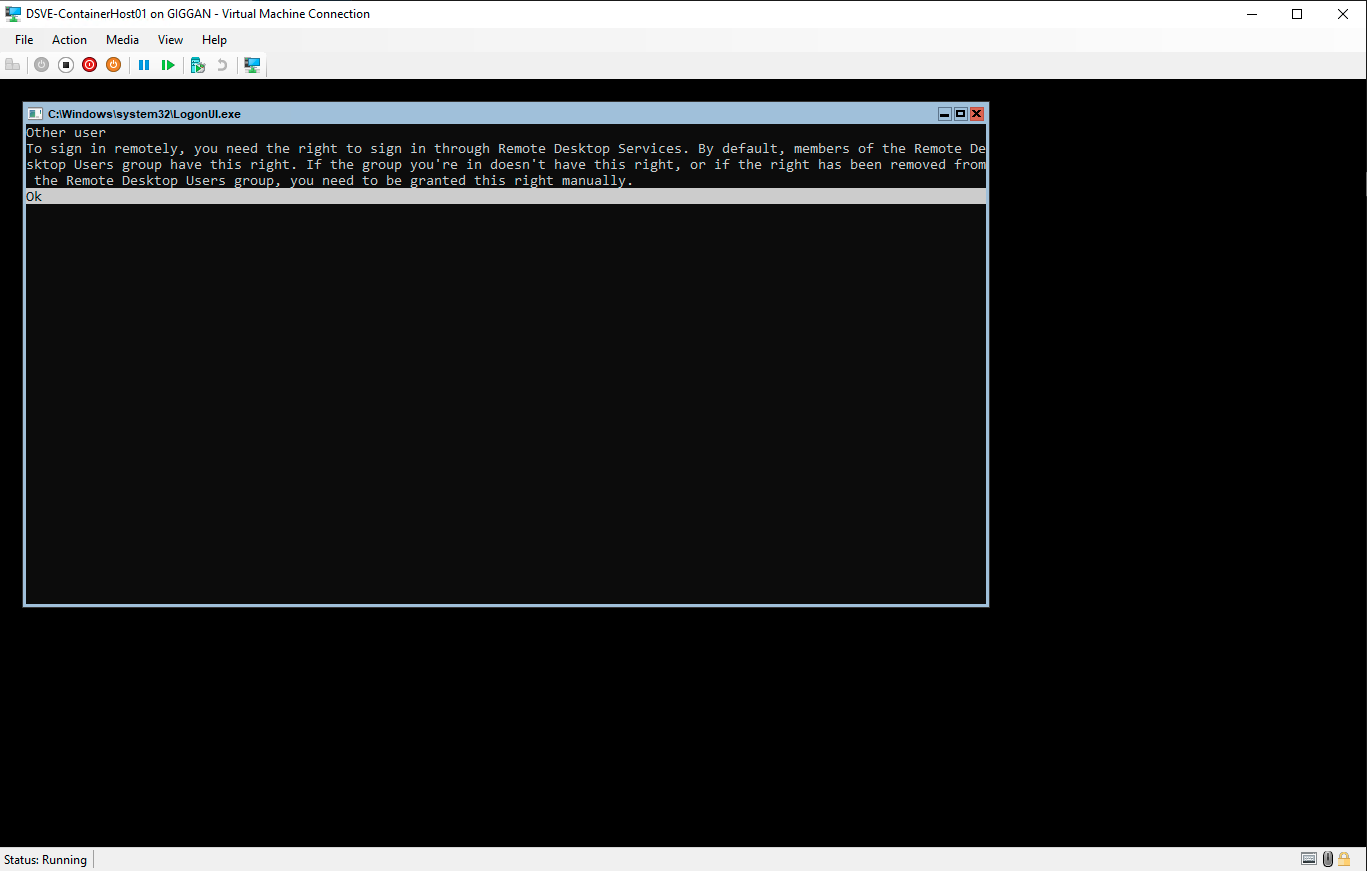 DSVE-ContainerHost01 on GIGGAN - Virtual Machine Connection
File Action Media View Help
C:\Windows\system32\LogonUI.exe
Other user
To sign in remotely, you need the right to sign in through Remote Desktop Services. By default, members of the Remote De
sktop Users group have this right. If the group you're in doesn't have this right, or if the right has been removed from
 the Remote Desktop Users group, you need to be granted this right manually.
Ok
Status: Running